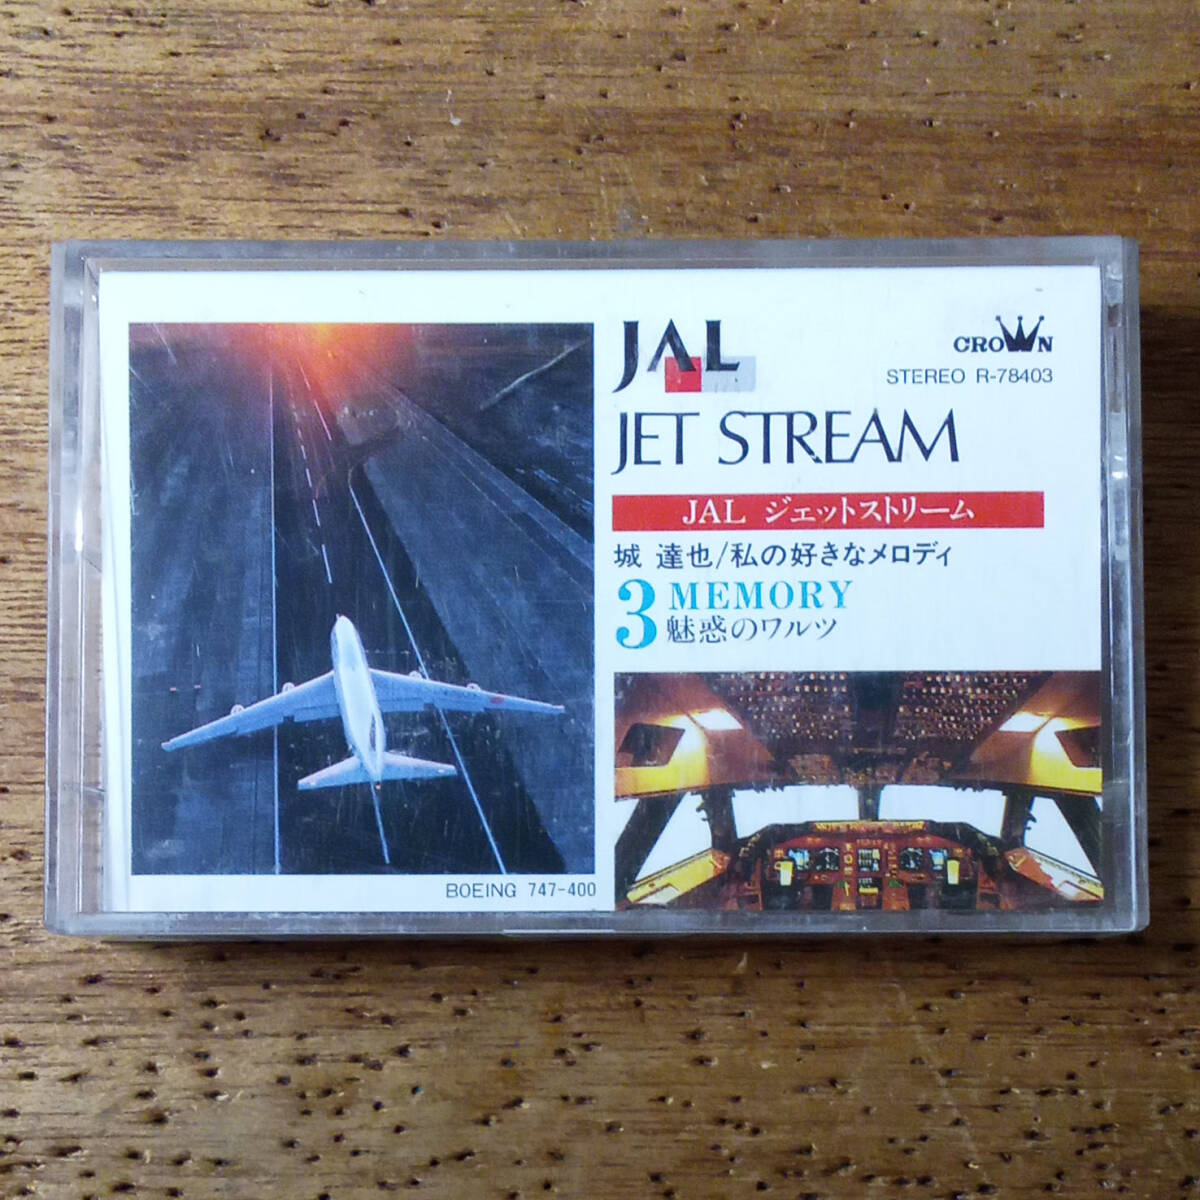 JAL
CROWN
STEREO R-78403
JET STREAM
JAL ジェットストリーム
城 達也/私の好きなメロディ
3 MEMORY
魅惑のワルツ
BOEING 747-400